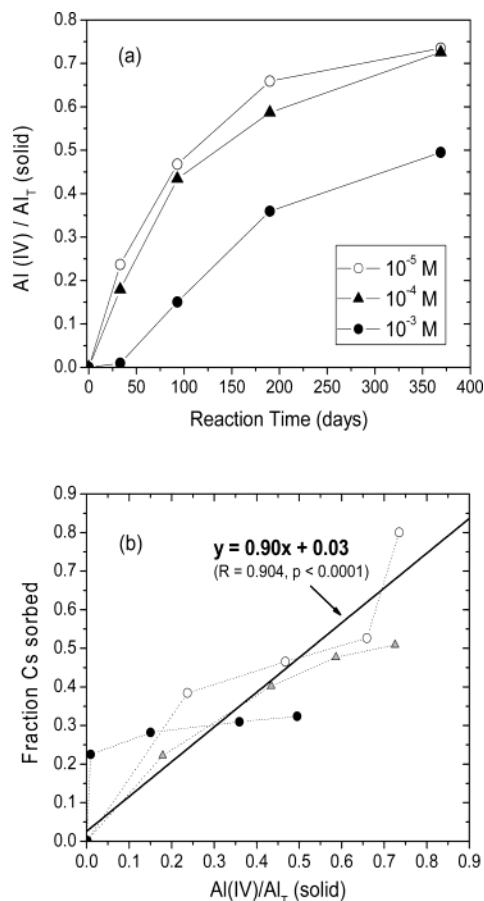 (a)
Al (IV) / Al_T (solid)
0.8
0.7
0.6
0.5
0.4
0.3
0.2
0.1
0.0
10⁻⁵ M
10⁻⁴ M
10⁻³ M
0 50 100 150 200 250 300 350 400
Reaction Time (days)
(b)
Fraction Cs sorbed
0.9
0.8
0.7
0.6
0.5
0.4
0.3
0.2
0.1
0.0
y = 0.90x + 0.03
(R = 0.904, p < 0.0001)
0.0 0.1 0.2 0.3 0.4 0.5 0.6 0.7 0.8 0.9
Al(IV)/Al_T (solid)